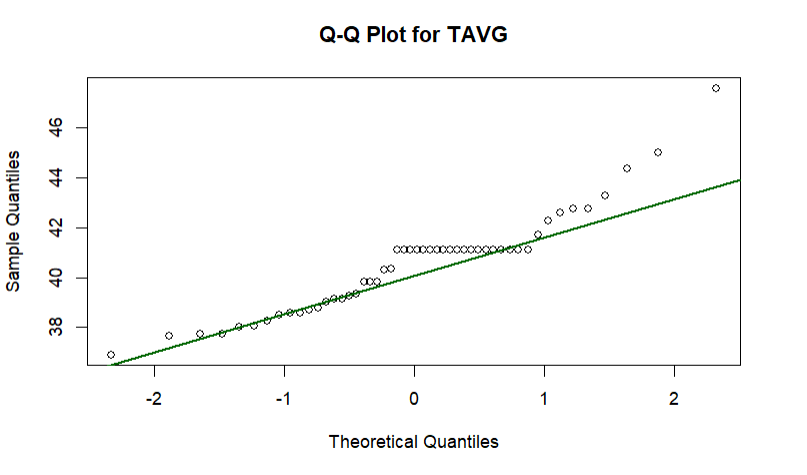 Q-Q Plot for TAVG
Sample Quantiles
46
44
42
40
38
-2 -1 0 1 2
Theoretical Quantiles